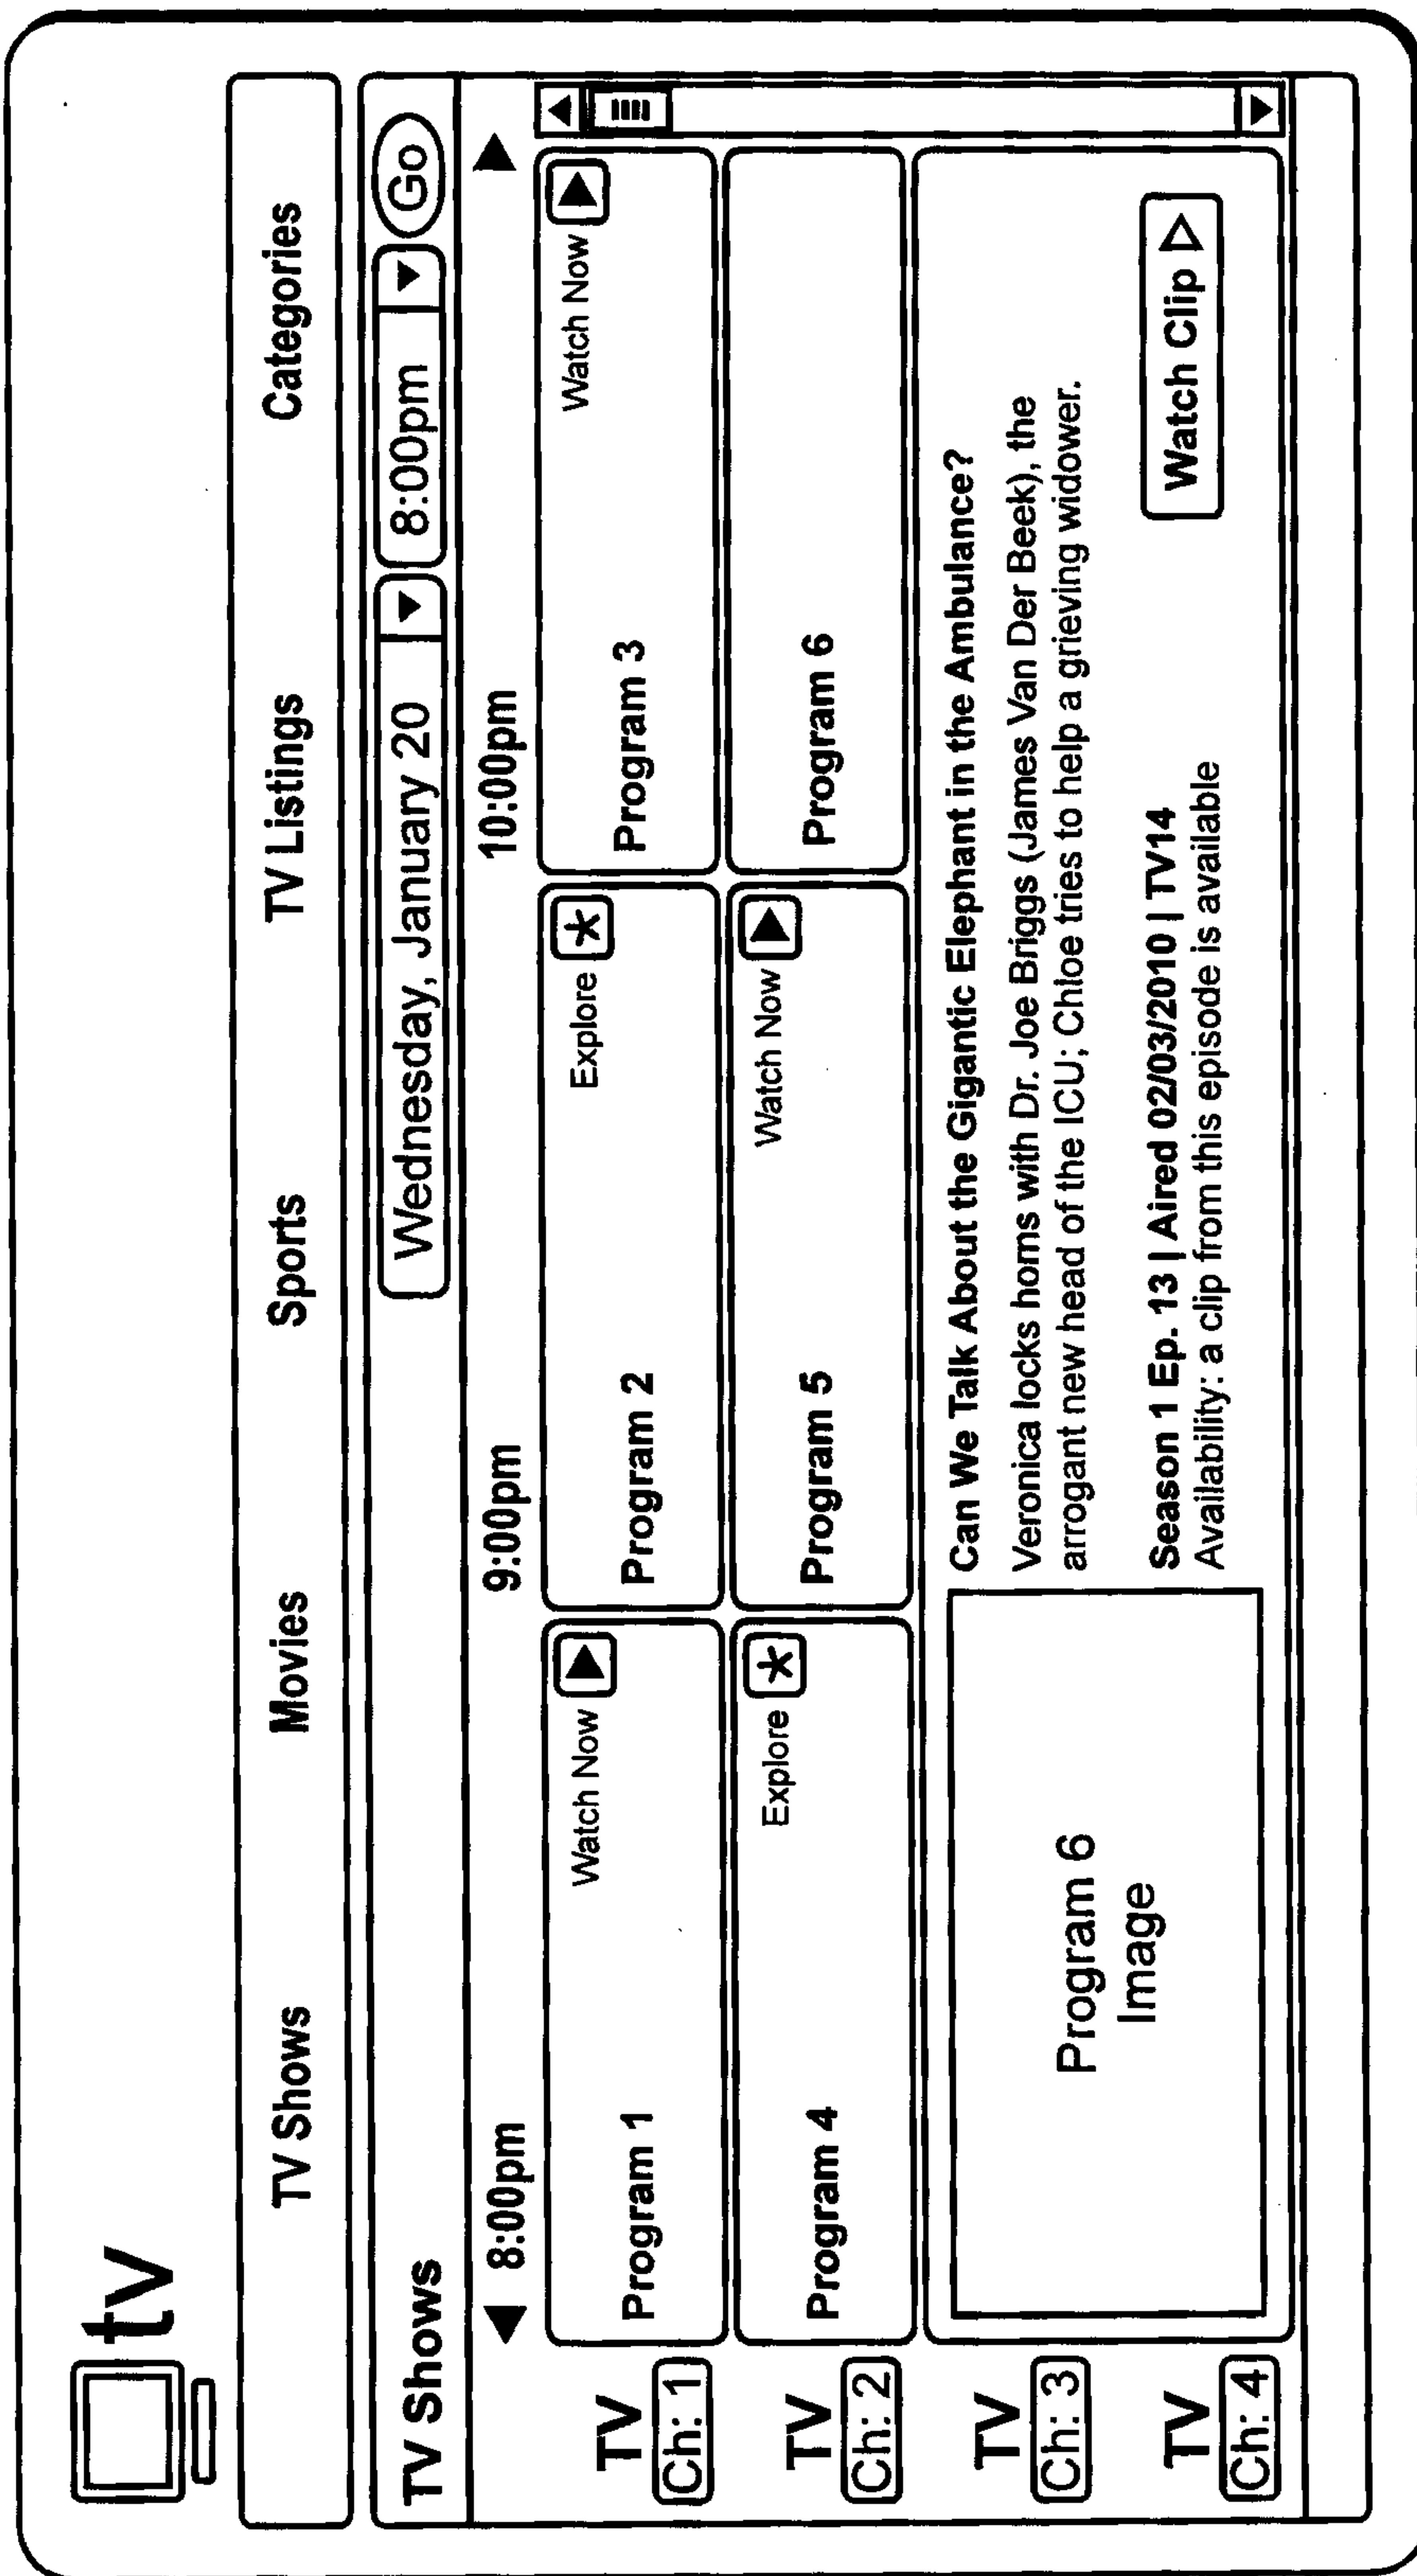 tv
TV Shows Movies Sports TV Listings Categories
TV Shows Wednesday, January 20 8:00pm Go
8:00pm 9:00pm 10:00pm
TV
Ch: 1
Program 1
Watch Now
Program 2
Explore
Program 3
Watch Now
TV
Ch: 2
Program 4
Explore
Program 5
Watch Now
Program 6
TV
Ch: 3
TV
Ch: 4
Program 6
Image
Can We Talk About the Gigantic Elephant in the Ambulance?
Veronica locks horns with Dr. Joe Briggs (James Van Der Beek), the
arrogant new head of the ICU; Chloe tries to help a grieving widower.
Season 1 Ep. 13 | Aired 02/03/2010 | TV14
Availability: a clip from this episode is available
Watch Clip